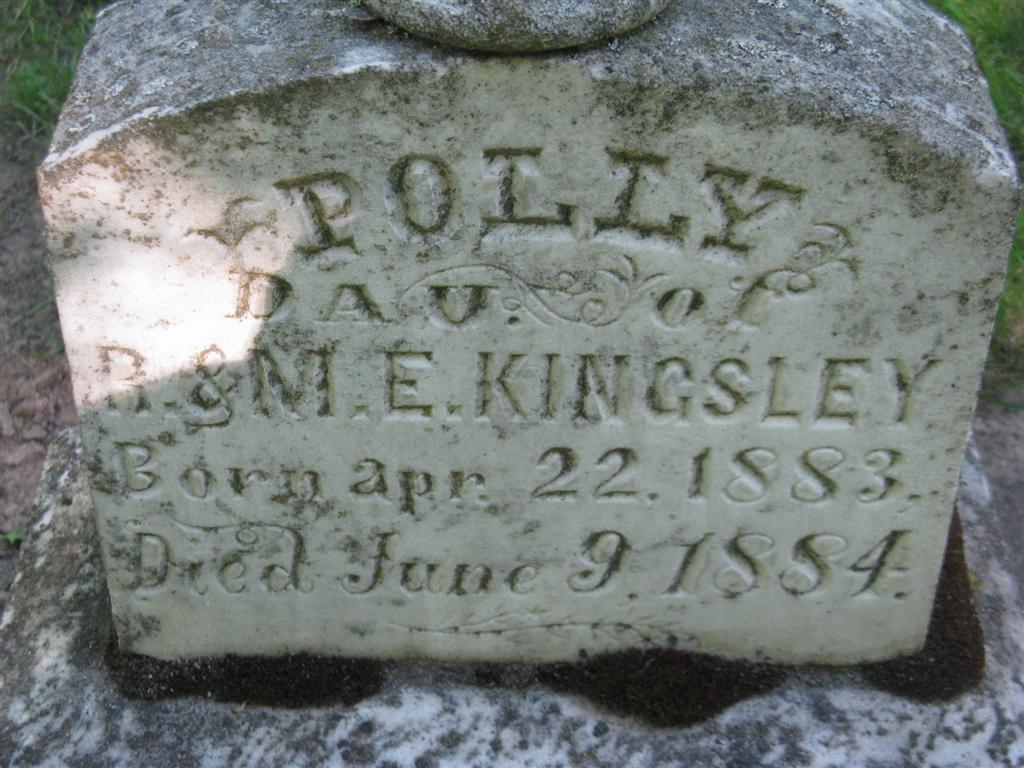 POLLY
DAU. of
R. & M. E. KINGSLEY
Born apr. 22, 1883.
Died June 9, 1884.